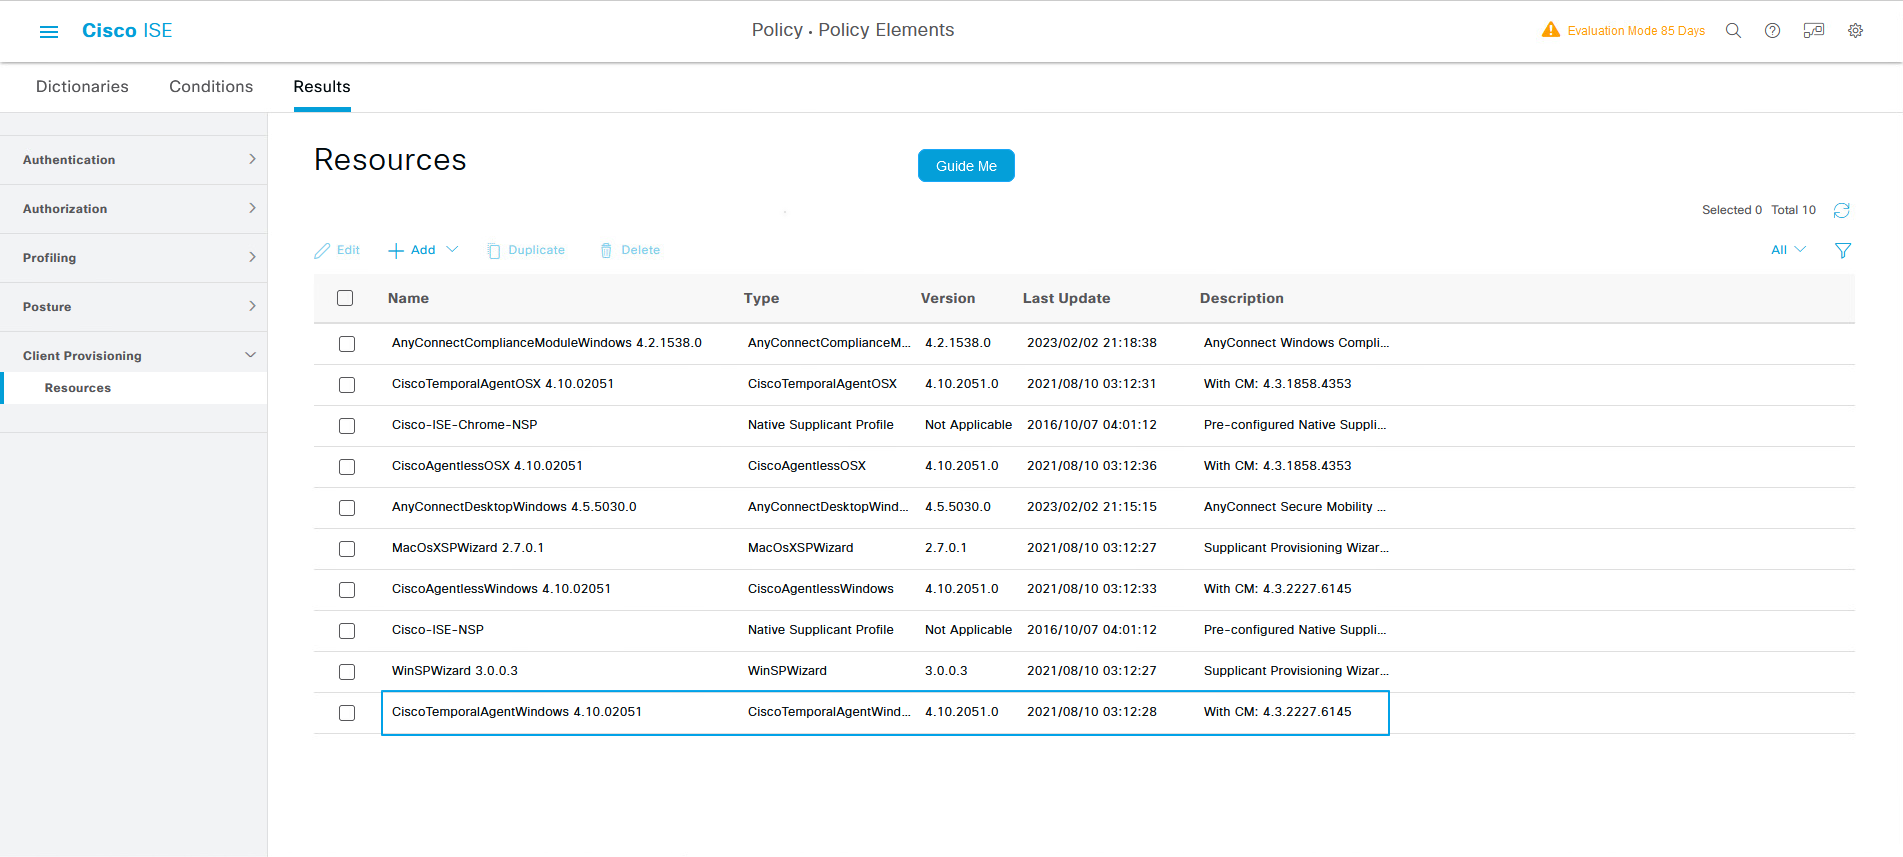 Cisco ISE
Policy · Policy Elements
Evaluation Mode 85 Days
Dictionaries Conditions Results
Authentication
Authorization
Profiling
Posture
Client Provisioning
Resources
Resources
Guide Me
Selected 0 Total 10
Edit Add Duplicate Delete All
Name Type Version Last Update Description
AnyConnectComplianceModuleWindows 4.2.1538.0 AnyConnectComplianceM... 4.2.1538.0 2023/02/02 21:18:38 AnyConnect Windows Compli...
CiscoTemporalAgentOSX 4.10.02051 CiscoTemporalAgentOSX 4.10.2051.0 2021/08/10 03:12:31 With CM: 4.3.1858.4353
Cisco-ISE-Chrome-NSP Native Supplicant Profile Not Applicable 2016/10/07 04:01:12 Pre-configured Native Suppli...
CiscoAgentlessOSX 4.10.02051 CiscoAgentlessOSX 4.10.2051.0 2021/08/10 03:12:36 With CM: 4.3.1858.4353
AnyConnectDesktopWindows 4.5.5030.0 AnyConnectDesktopWind... 4.5.5030.0 2023/02/02 21:15:15 AnyConnect Secure Mobility ...
MacOsXSPWizard 2.7.0.1 MacOsXSPWizard 2.7.0.1 2021/08/10 03:12:27 Supplicant Provisioning Wizar...
CiscoAgentlessWindows 4.10.02051 CiscoAgentlessWindows 4.10.2051.0 2021/08/10 03:12:33 With CM: 4.3.2227.6145
Cisco-ISE-NSP Native Supplicant Profile Not Applicable 2016/10/07 04:01:12 Pre-configured Native Suppli...
WinSPWizard 3.0.0.3 WinSPWizard 3.0.0.3 2021/08/10 03:12:27 Supplicant Provisioning Wizar...
CiscoTemporalAgentWindows 4.10.02051 CiscoTemporalAgentWind... 4.10.2051.0 2021/08/10 03:12:28 With CM: 4.3.2227.6145